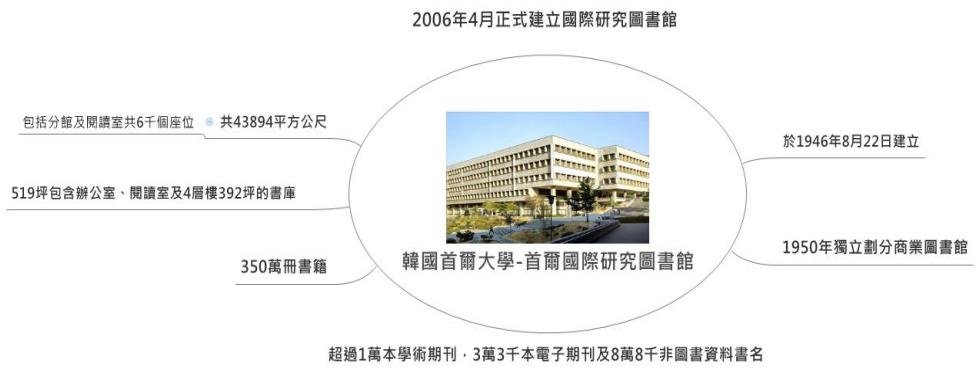 2006年4月正式建立國際研究圖書館
包括分館及閱讀室共6千個座位
共43894平方公尺
519坪包含辦公室、閱讀室及4層樓392坪的書庫
350萬冊書籍
於1946年8月22日建立
1950年獨立劃分商業圖書館
韓國首爾大學-首爾國際研究圖書館
超過1萬本學術期刊，3萬3千本電子期刊及8萬8千非圖書資料書名